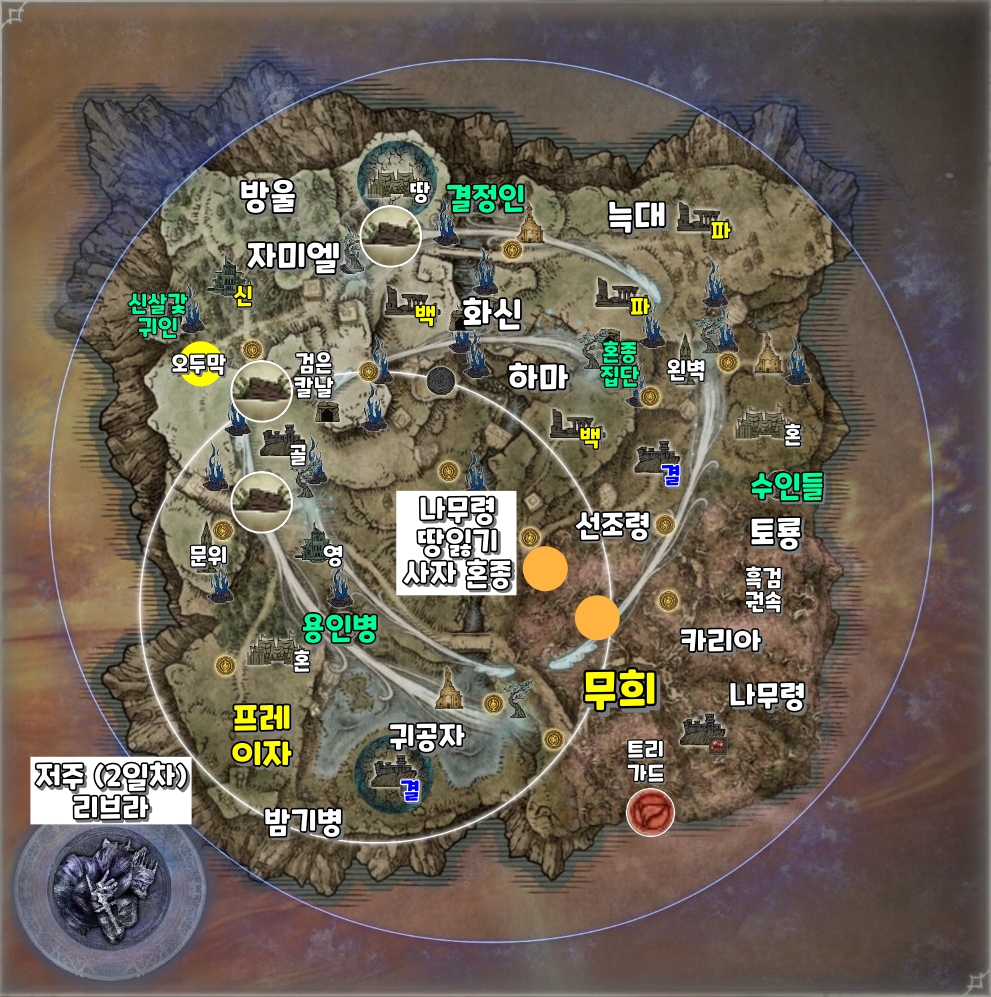 방울
땅
결정인
늑대
파
자미엘
신
신살갗
귀인
백
화신
파
오두막
검은
칼날
하마
혼종
집단
왼벽
골
백
혼
결
수인들
나무령
땅잃기
사자 혼종
선조령
토룡
문위
영
흑검
권속
용인병
카리아
혼
무희
나무령
프레
이자
귀공자
트리
가드
결
저주 (2일차)
리브라
밤기병